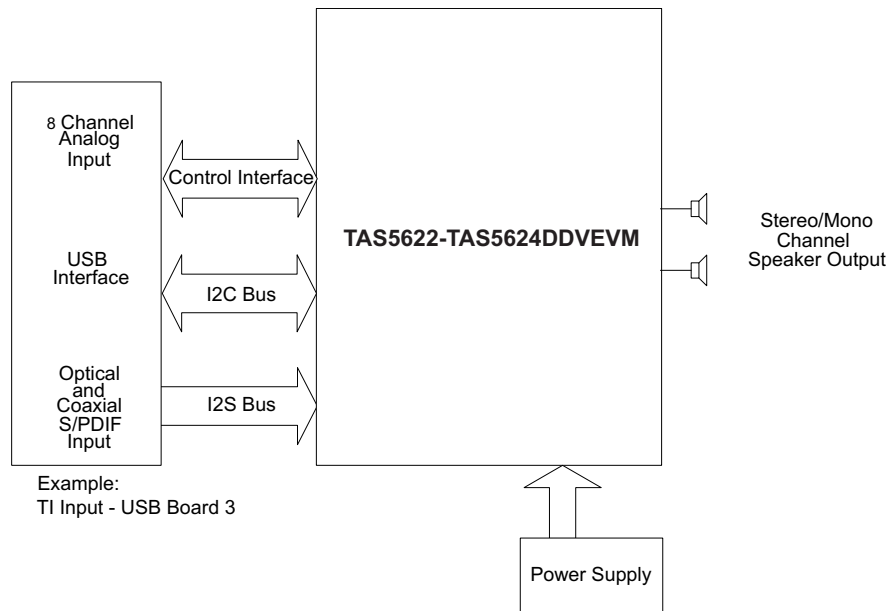 8 Channel
Analog
Input
Control Interface
TAS5622-TAS5624DDVEVM
Stereo/Mono
Channel
Speaker Output
USB
Interface
I2C Bus
Optical
and
Coaxial
S/PDIF
Input
I2S Bus
Example:
TI Input - USB Board 3
Power Supply